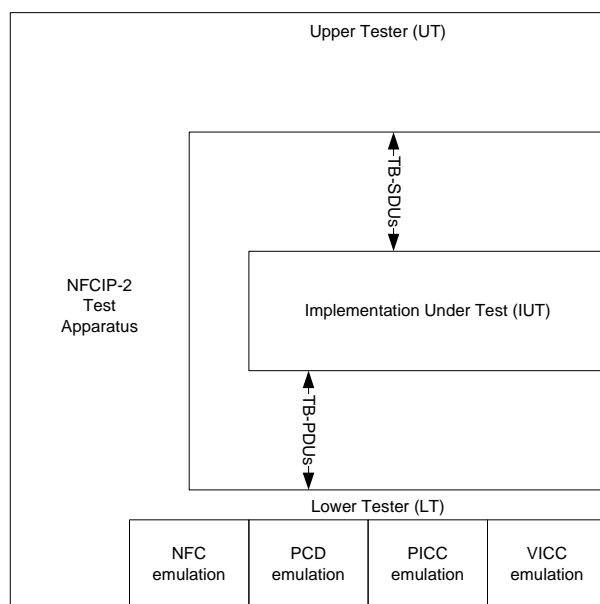 Upper Tester (UT)
TB-SDUs
NFCIP-2
Test
Apparatus
Implementation Under Test (IUT)
TB-PDUs
Lower Tester (LT)
NFC
emulation
PCD
emulation
PICC
emulation
VICC
emulation